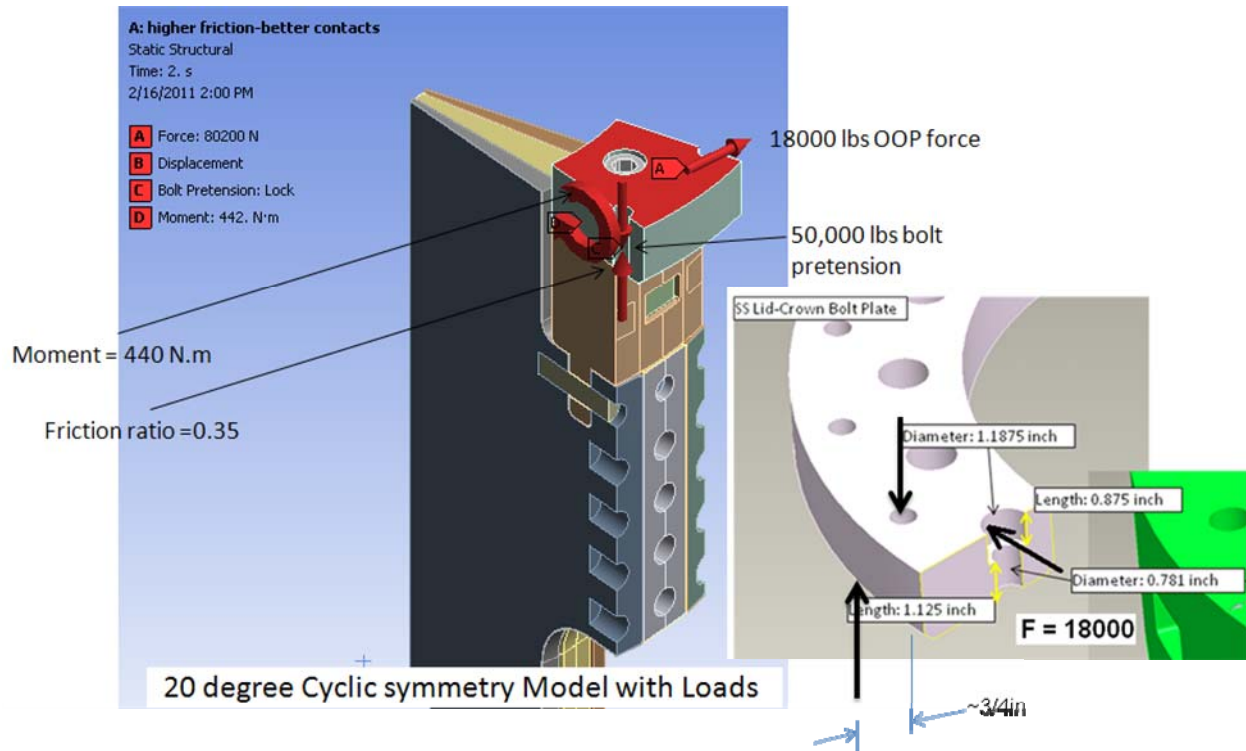 A: higher friction-better contacts
Static Structural
Time: 2. s
2/16/2011 2:00 PM
A Force: 80200 N
B Displacement
C Bolt Pretension: Lock
D Moment: 442. N·m
A
B
C
18000 lbs OOP force
50,000 lbs bolt
pretension
Moment = 440 N.m
Friction ratio =0.35
20 degree Cyclic symmetry Model with Loads
SS Lid-Crown Bolt Plate
Diameter: 1.1875 inch
Length: 0.875 inch
Diameter: 0.781 inch
Length: 1.125 inch
F = 18000
~3/4in